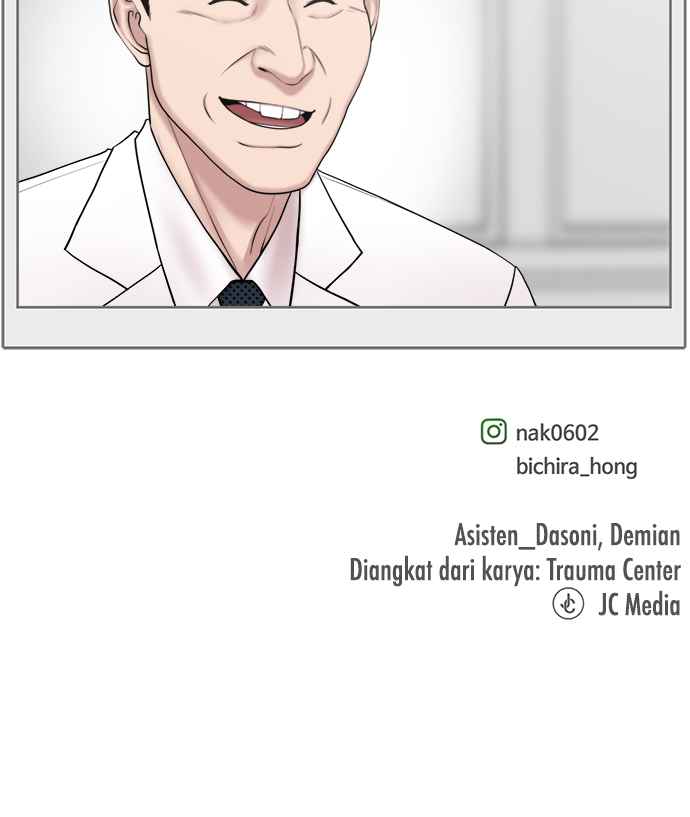 nak0602
bichira_hong
Asisten_Dasoni, Demian
Diangkat dari karya: Trauma Center
JC Media